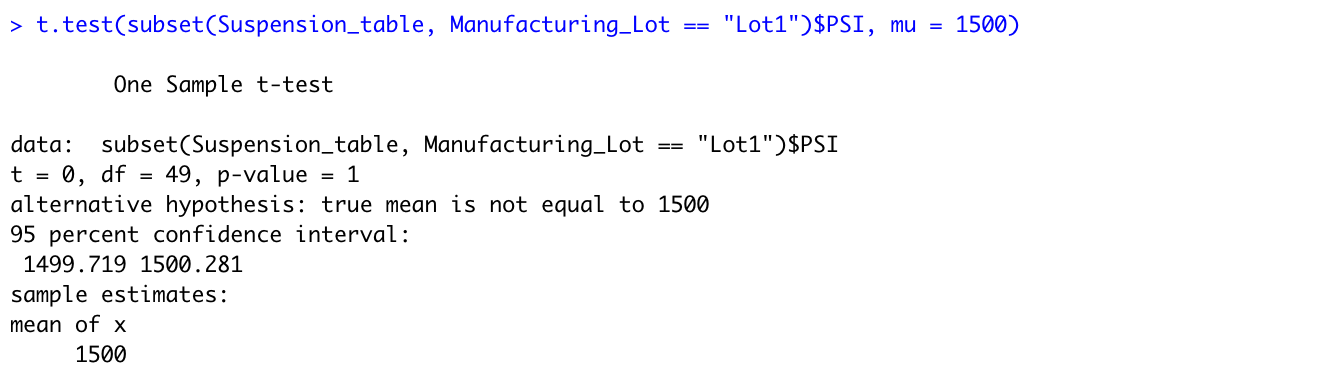 > t.test(subset(Suspension_table, Manufacturing_Lot == "Lot1")$PSI, mu = 1500)
One Sample t-test
data:  subset(Suspension_table, Manufacturing_Lot == "Lot1")$PSI
t = 0, df = 49, p-value = 1
alternative hypothesis: true mean is not equal to 1500
95 percent confidence interval:
1499.719 1500.281
sample estimates:
mean of x
1500